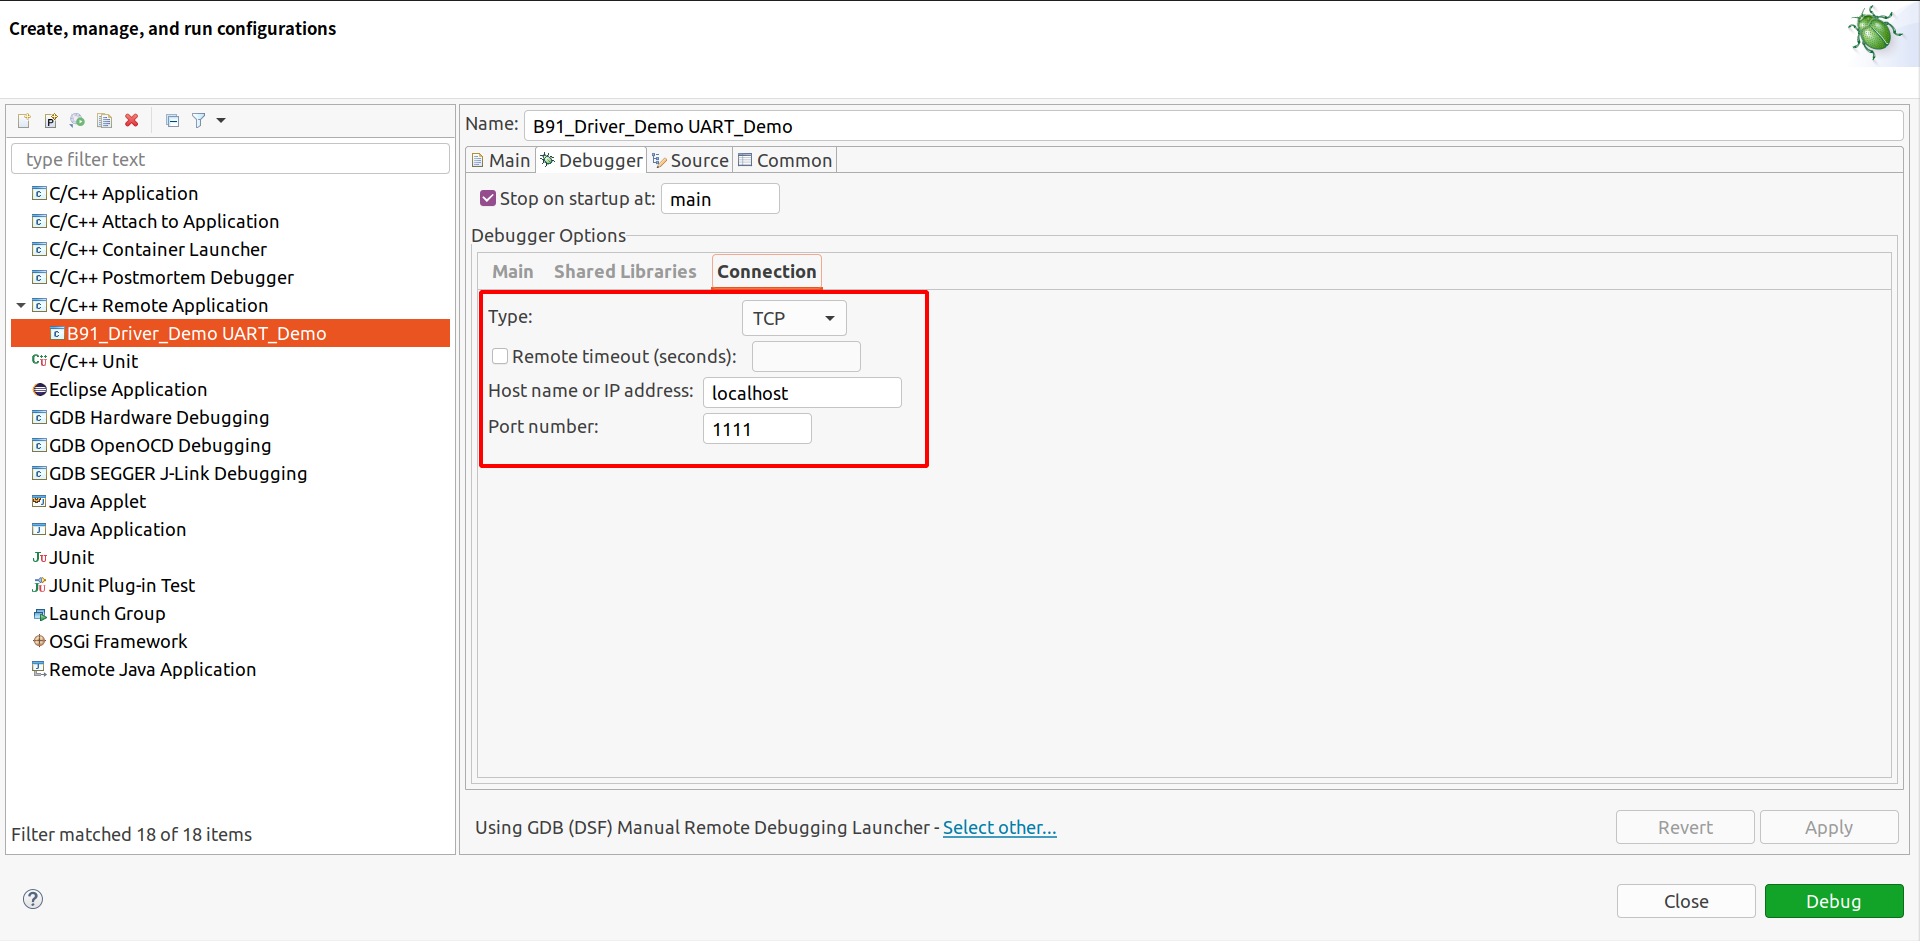 Create, manage, and run configurations
type filter text
C/C++ Application
C/C++ Attach to Application
C/C++ Container Launcher
C/C++ Postmortem Debugger
C/C++ Remote Application
B91_Driver_Demo UART_Demo
C/C++ Unit
Eclipse Application
GDB Hardware Debugging
GDB OpenOCD Debugging
GDB SEGGER J-Link Debugging
Java Applet
Java Application
JUnit
JUnit Plug-in Test
Launch Group
OSGi Framework
Remote Java Application
Filter matched 18 of 18 items
Name: B91_Driver_Demo UART_Demo
Main Debugger Source Common
Stop on startup at: main
Debugger Options
Main Shared Libraries Connection
Type: TCP
Remote timeout (seconds):
Host name or IP address: localhost
Port number: 1111
Using GDB (DSF) Manual Remote Debugging Launcher - Select other...
Revert Apply
Close Debug